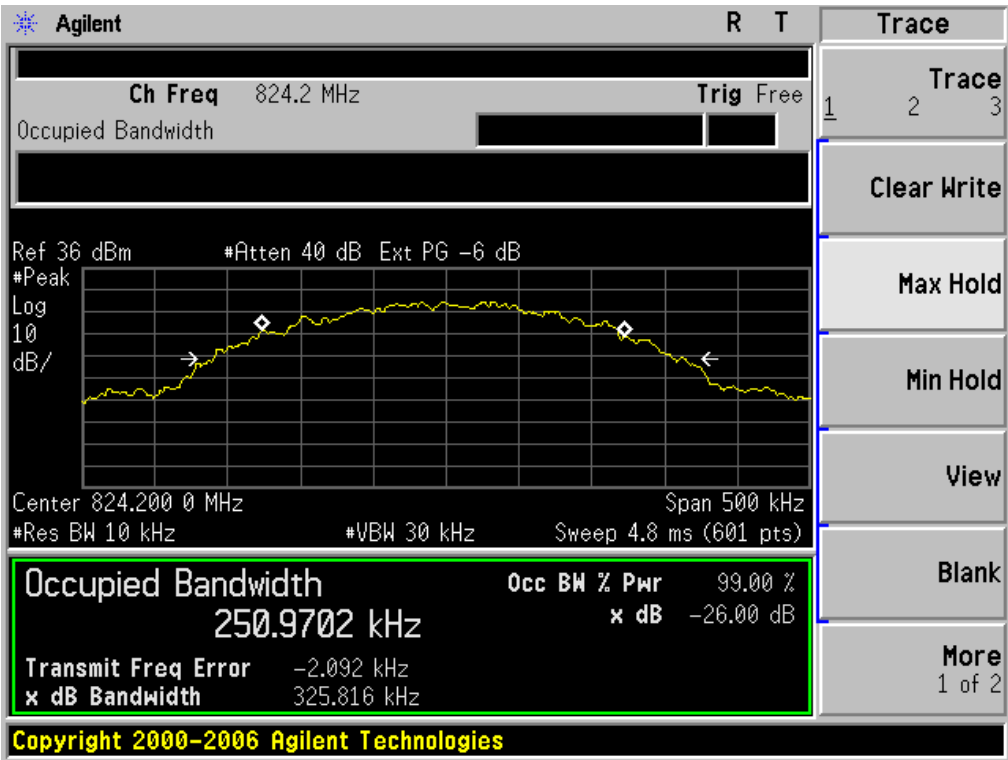 Agilent R T Trace
Ch Freq 824.2 MHz Trig Free
Occupied Bandwidth
Trace
1 2 3
Clear Write
Max Hold
Min Hold
View
Blank
More
1 of 2
Ref 36 dBm #Atten 40 dB Ext PG -6 dB
#Peak
Log
10
dB/
Center 824.200 0 MHz Span 500 kHz
#Res BW 10 kHz #VBW 30 kHz Sweep 4.8 ms (601 pts)
Occupied Bandwidth Occ BW % Pwr 99.00 %
250.9702 kHz x dB -26.00 dB
Transmit Freq Error -2.092 kHz
x dB Bandwidth 325.816 kHz
Copyright 2000-2006 Agilent Technologies